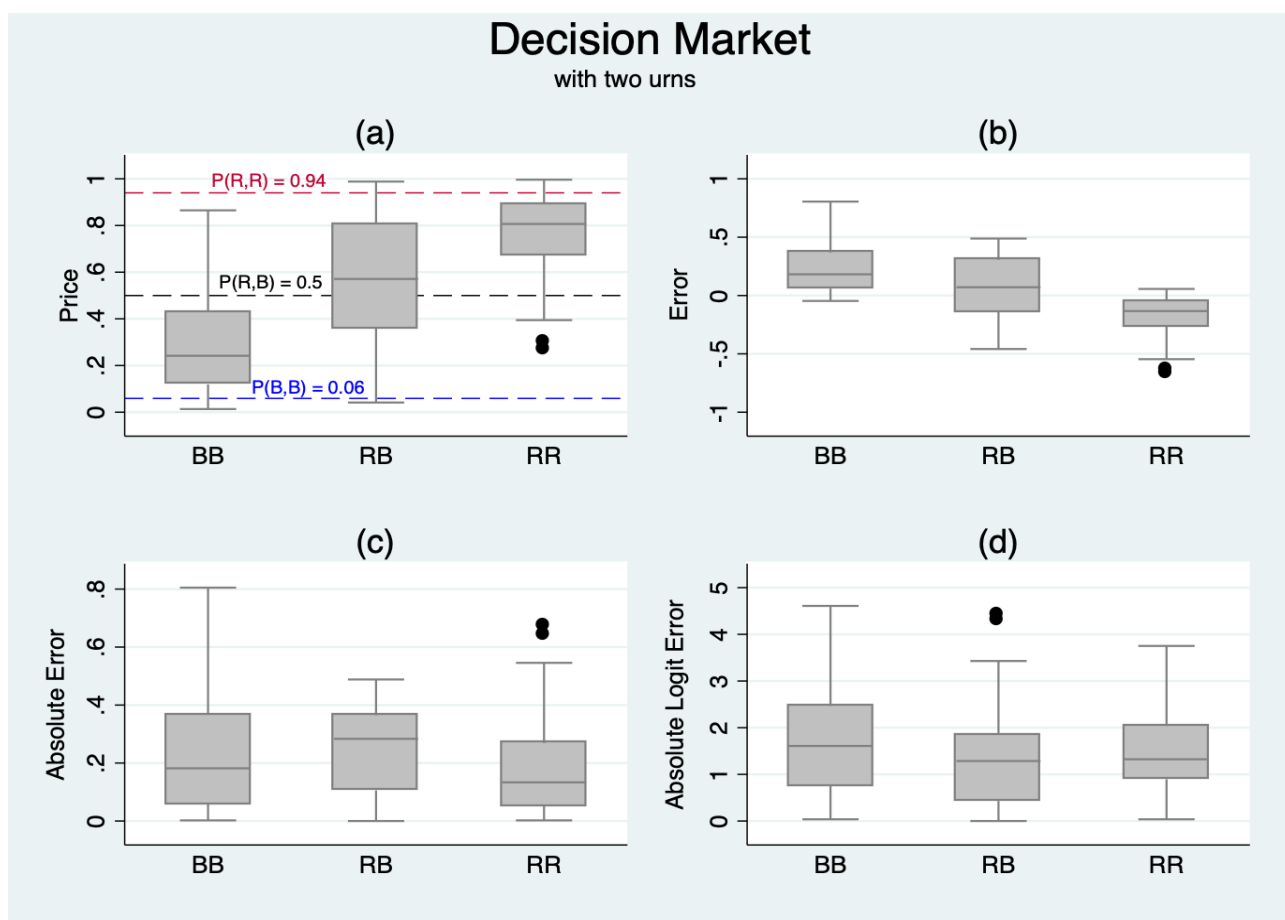 Decision Market
with two urns
(a)
Price
1
.8
.6
.4
.2
0
P(R,R) = 0.94
P(R,B) = 0.5
P(B,B) = 0.06
BB RB RR
(b)
Error
1
.5
0
-.5
-1
BB RB RR
(c)
Absolute Error
.8
.6
.4
.2
0
BB RB RR
(d)
Absolute Logit Error
5
4
3
2
1
0
BB RB RR